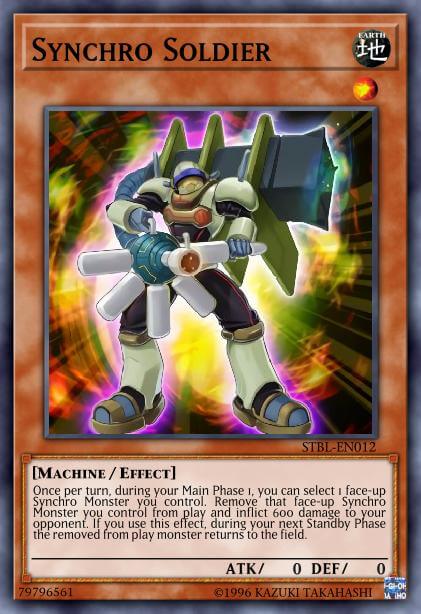 SYNCHRO SOLDIER
EARTH
地
STBL-EN012
[MACHINE / EFFECT]
Once per turn, during your Main Phase 1, you can select 1 face-up
Synchro Monster you control. Remove that face-up Synchro
Monster you control from play and inflict 600 damage to your
opponent. If you use this effect, during your next Standby Phase
the removed from play monster returns to the field.
ATK/ 0 DEF/ 0
79796561
©1996 KAZUKI TAKAHASHI